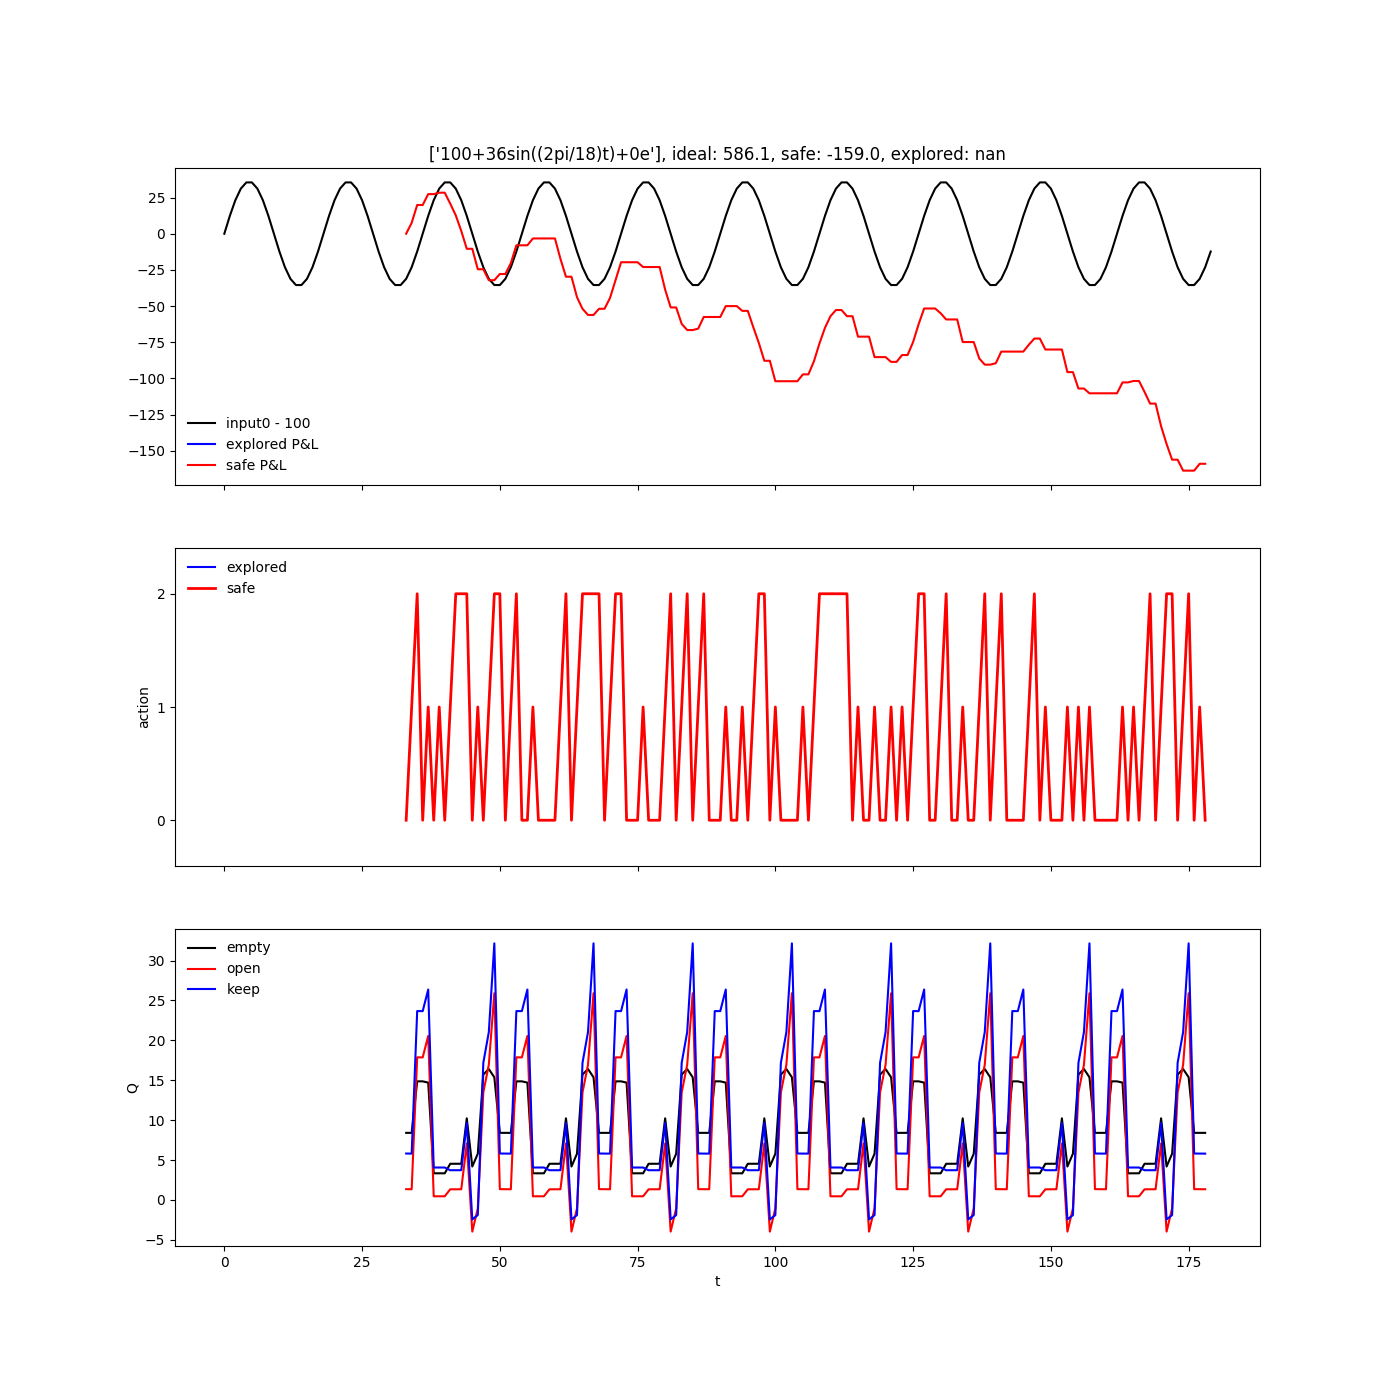 ['100+36sin((2pi/18)t)+0e'], ideal: 586.1, safe: -159.0, explored: nan
25
0
−25
−50
−75
−100
−125
−150
input0 - 100
explored P&L
safe P&L
2
1
0
action
explored
safe
30
25
20
15
10
5
0
−5
Q
empty
open
keep
0
25
50
75
100
125
150
175
t